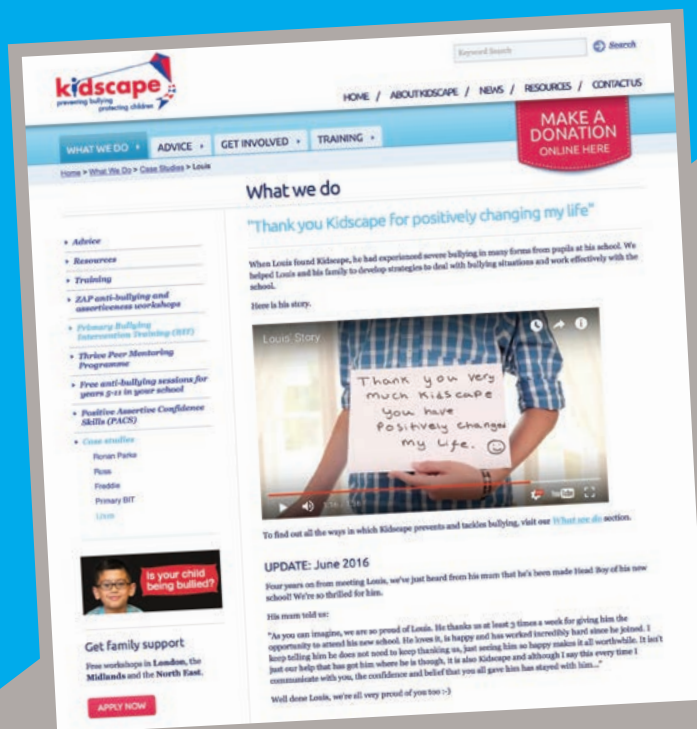 Keyword Search
Search
kidscape
preventing bullying
protecting children
HOME / ABOUT KIDSCAPE / NEWS / RESOURCES / CONTACT US
MAKE A
DONATION
ONLINE HERE
WHAT WE DO
ADVICE
GET INVOLVED
TRAINING
Home > What We Do > Case Studies > Louis
What we do
"Thank you Kidscape for positively changing my life"
Advice
Resources
Training
ZAP anti-bullying and
assertiveness workshops
Primary Bullying
Intervention Training (BIT)
Thrive Peer Mentoring
Programme
Free anti-bullying sessions for
years 5-11 in your school
Positive Assertive Confidence
Skills (PACS)
Case studies
Ronan Parke
Ross
Freddie
Primary BIT
Louis
Is your child
being bullied?
Get family support
Free workshops in London, the
Midlands and the North East.
APPLY NOW
When Louis found Kidscape, he had experienced severe bullying in many forms from pupils at his school. We
helped Louis and his family to develop strategies to deal with bullying situations and work effectively with the
school.
Here is his story.
Louis' Story
Thank you very
much Kidscape
you have
Positively changed
my life.
YouTube
To find out all the ways in which Kidscape prevents and tackles bullying, visit our What we do section.
UPDATE: June 2016
Four years on from meeting Louis, we've just heard from his mum that he's been made Head Boy of his new
school! We're so thrilled for him.
His mum told us:
"As you can imagine, we are so proud of Louis. He thanks us at least 3 times a week for giving him the
opportunity to attend his new school. He loves it, is happy and has worked incredibly hard since he joined. I
keep telling him he does not need to keep thanking us, just seeing him so happy makes it all worthwhile. It isn't
just our help that has got him where he is though, it is also Kidscape and although I say this every time I
communicate with you, the confidence and belief that you all gave him has stayed with him..."
Well done Louis, we're all very proud of you too :-)